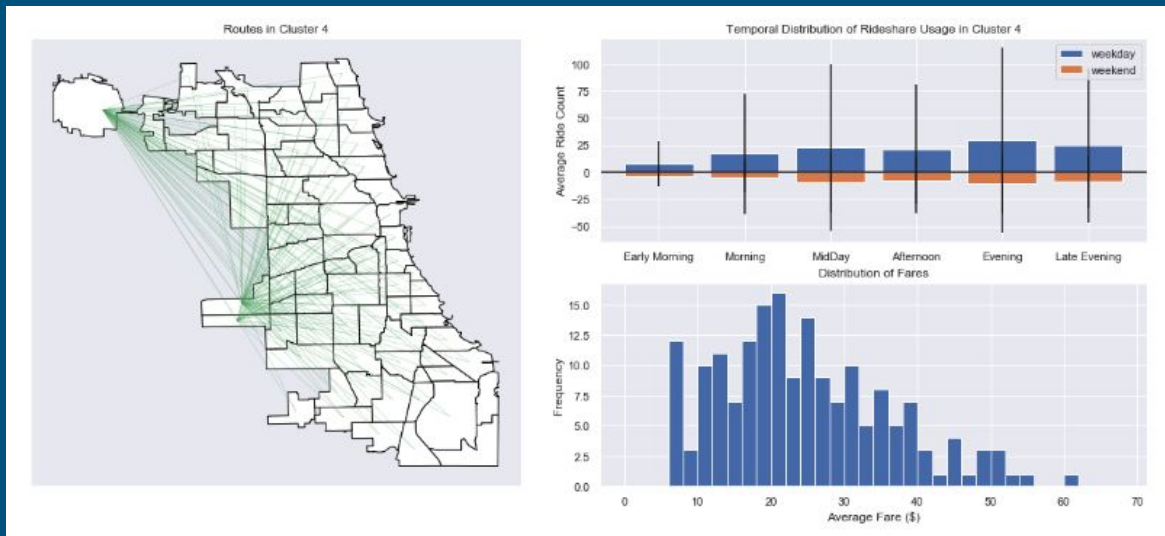 Routes in Cluster 4
Temporal Distribution of Rideshare Usage in Cluster 4
weekday
weekend
Average Ride Count
100
75
50
25
0
−25
−50
Early Morning
Morning
MidDay
Afternoon
Evening
Late Evening
Distribution of Fares
Frequency
15.0
12.5
10.0
7.5
5.0
2.5
0.0
0
10
20
30
40
50
60
70
Average Fare ($)